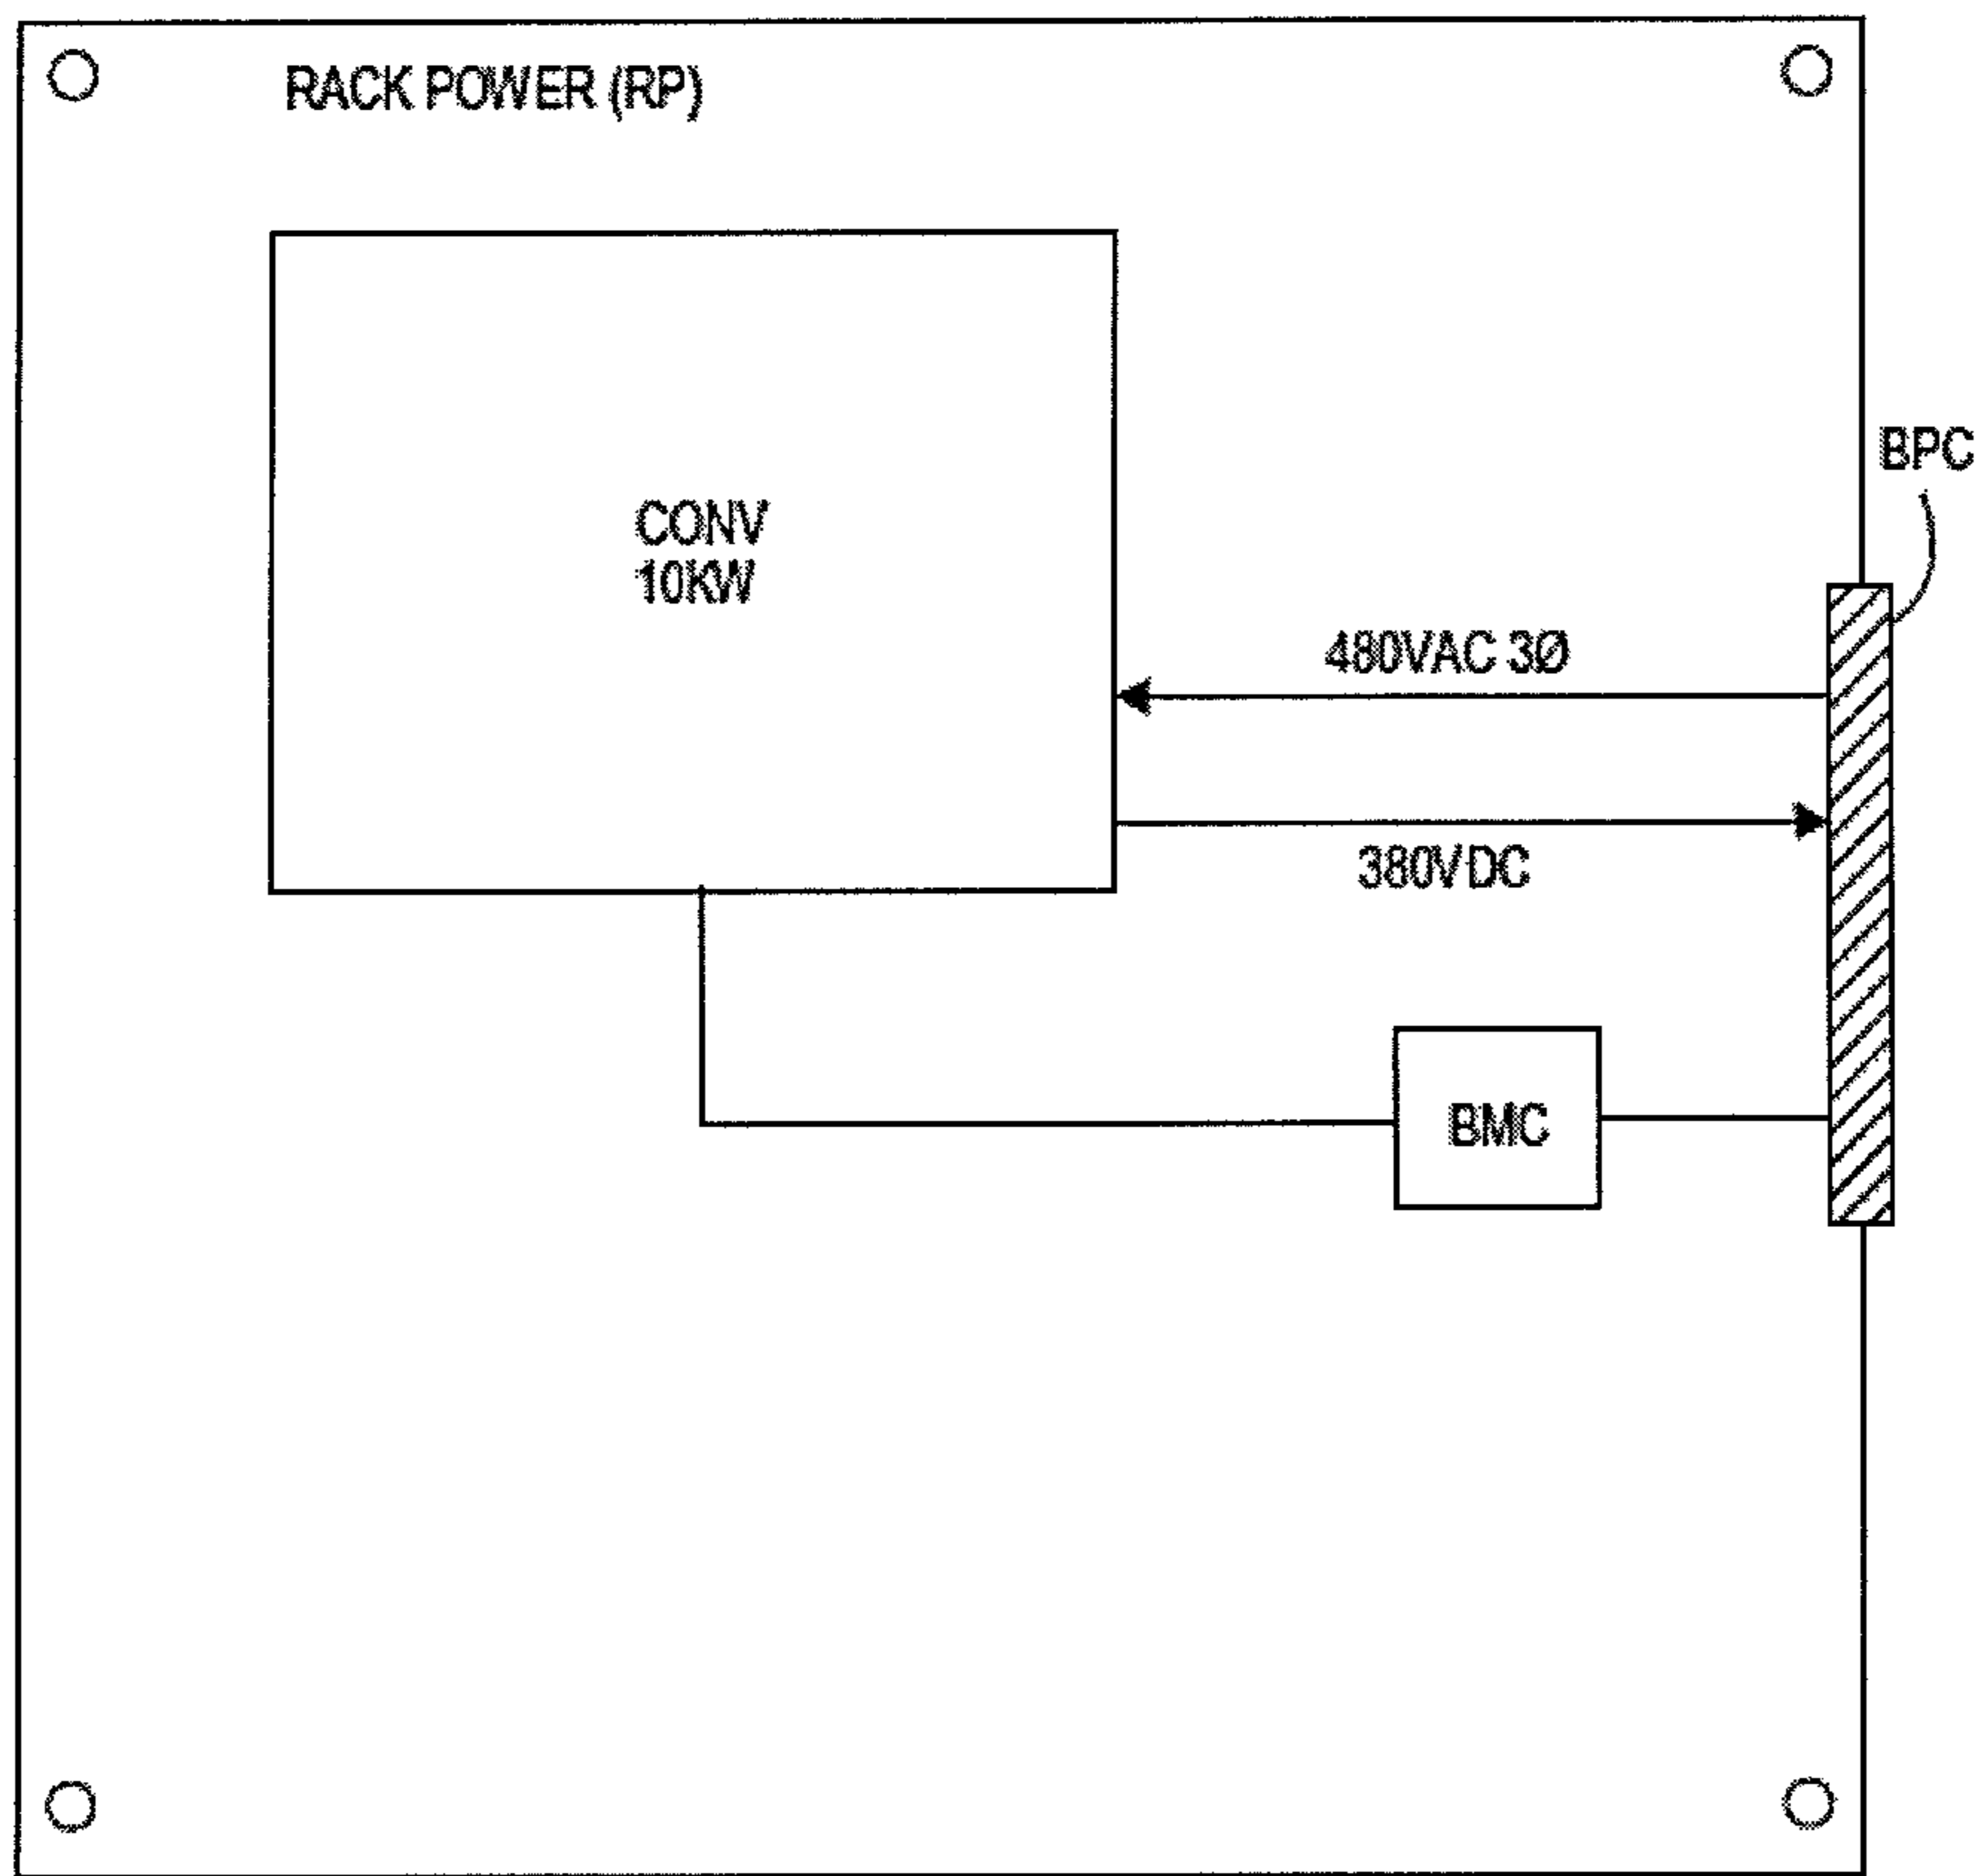 RACK POWER (RP)
BPC
CONV
10KW
480VAC 3Ø
380VDC
BMC